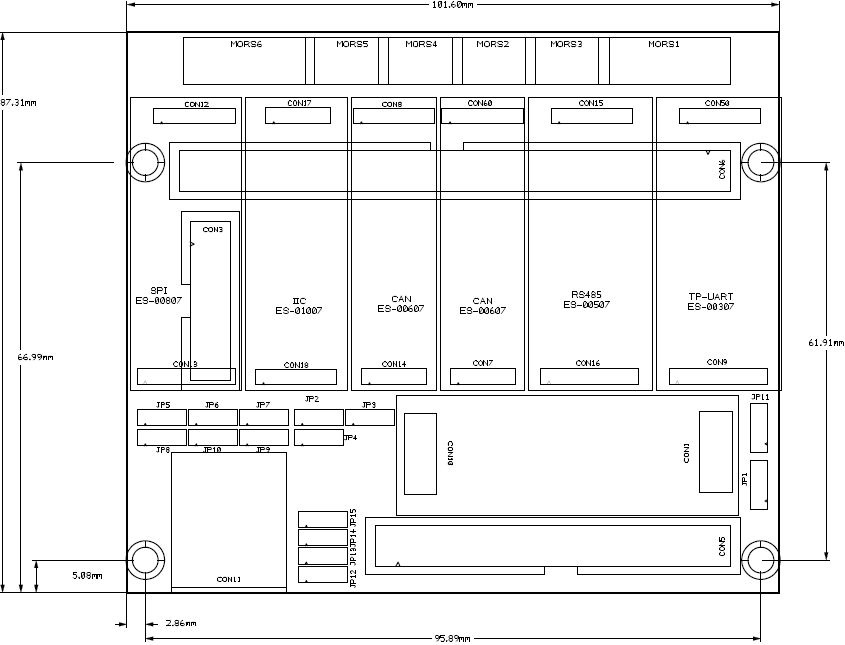 101.60mm
MORS6 MORS5 MORS4 MORS2 MORS3 MORS1
87.31mm
CON12 CON17 CON8 CON60 CON15 CON50
CON6
CON3
SPI
ES-00807
IIC
ES-01007
CAN
ES-00607
CAN
ES-00607
RS485
ES-00507
TP-UART
ES-00307
61.91mm
66.99mm
CON13 CON18 CON14 CON7 CON16 CON9
JP5 JP6 JP7 JP2 JP3 JP11
JP4
JP8 JP10 JP9
CON10
CON1
JP1
JP15
JP14
JP13
JP12
CON5
5.08mm
CON11
2.86mm
95.89mm